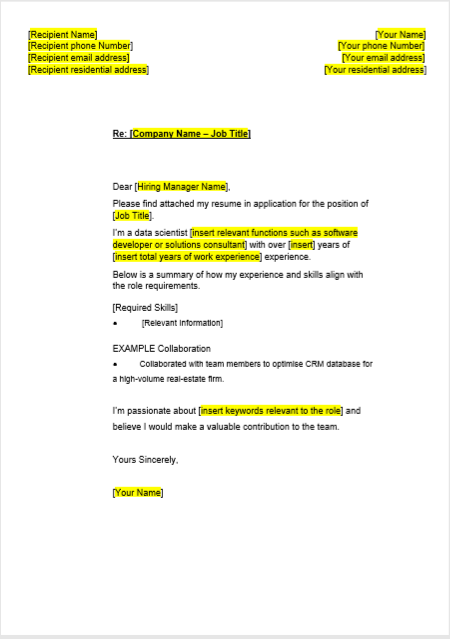 [Recipient Name]
[Your Name]
[Recipient phone Number]
[Your phone Number]
[Recipient email address]
[Your email address]
[Recipient residential address]
[Your residential address]
Re: [Company Name – Job Title]
Dear [Hiring Manager Name],
Please find attached my resume in application for the position of
[Job Title].
I'm a data scientist [insert relevant functions such as software
developer or solutions consultant] with over [insert] years of
[insert total years of work experience] experience.
Below is a summary of how my experience and skills align with
the role requirements.
[Required Skills]
• [Relevant Information]
EXAMPLE Collaboration
• Collaborated with team members to optimise CRM database for
a high-volume real-estate firm.
I'm passionate about [insert keywords relevant to the role] and
believe I would make a valuable contribution to the team.
Yours Sincerely,
[Your Name]